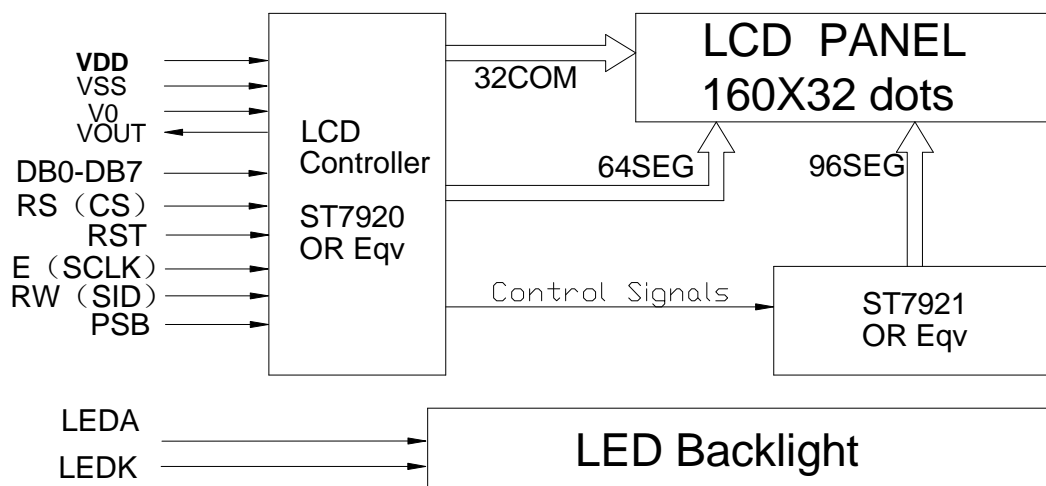 VDD
VSS
V0
VOUT
DB0-DB7
RS（CS）
RST
E（SCLK）
RW（SID）
PSB
LCD
Controller
ST7920
OR Eqv
32COM
64SEG
96SEG
LCD PANEL
160X32 dots
Control Signals
ST7921
OR Eqv
LEDA
LEDK
LED Backlight